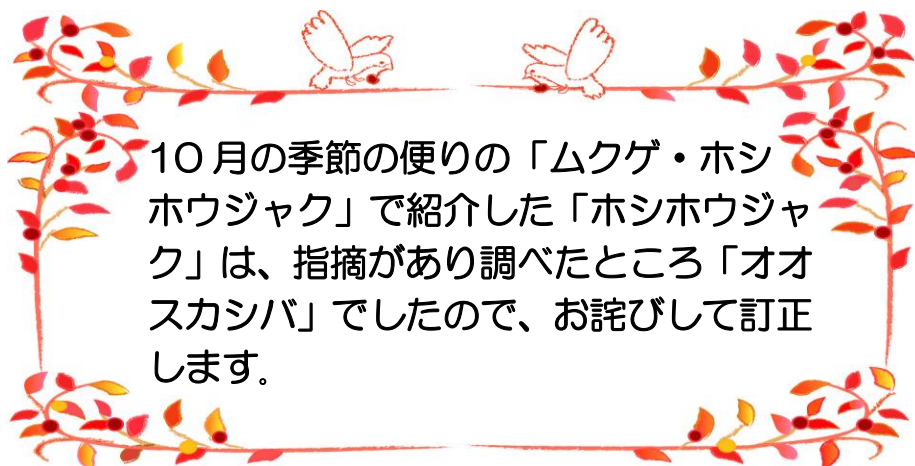 10月の季節の便りの「ムクゲ・ホシ
ホウジャク」で紹介した「ホシホウジャ
ク」は、指摘があり調べたところ「オオ
スカシバ」でしたので、お詫びして訂正
します。